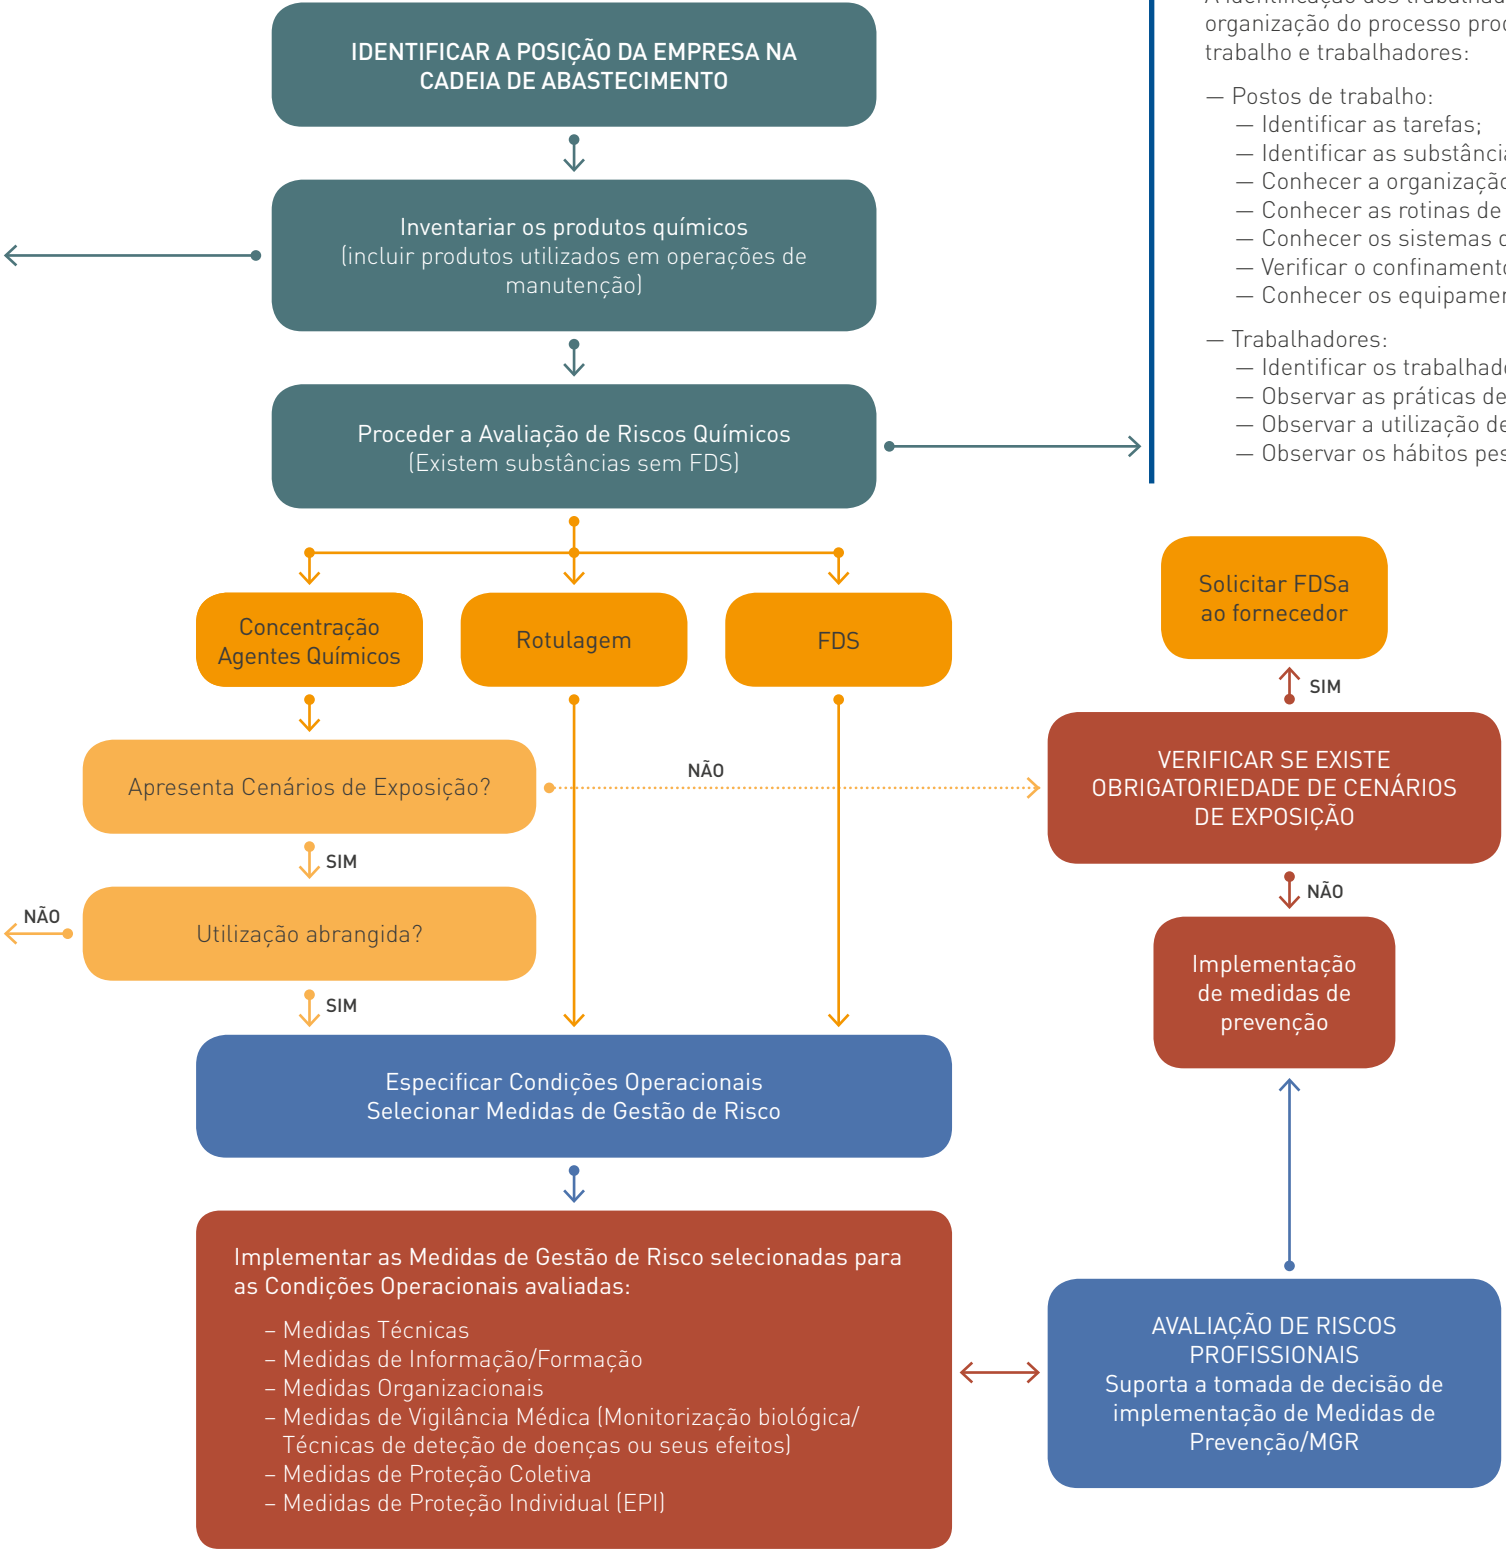 IDENTIFICAR A POSIÇÃO DA EMPRESA NA
CADEIA DE ABASTECIMENTO
Inventariar os produtos químicos
(incluir produtos utilizados em operações de
manutenção)
Proceder a Avaliação de Riscos Químicos
(Existem substâncias sem FDS)
organização do processo
trabalho e trabalhadores:
— Postos de trabalho:
— Identificar as tarefas;
— Identificar as
— Conhecer a organização
— Conhecer as rotinas de
— Conhecer os sistemas
— Verificar o confinamento
— Conhecer os
— Trabalhadores:
— Identificar os
— Observar as práticas de
— Observar a utilização de
— Observar os hábitos
Concentração
Agentes Químicos
Rotulagem
FDS
Solicitar FDSa
ao fornecedor
SIM
Apresenta Cenários de Exposição?
NÃO
VERIFICAR SE EXISTE
OBRIGATORIEDADE DE CENÁRIOS
DE EXPOSIÇÃO
SIM
NÃO
NÃO
Utilização abrangida?
Implementação
de medidas de
prevenção
SIM
Especificar Condições Operacionais
Selecionar Medidas de Gestão de Risco
Implementar as Medidas de Gestão de Risco selecionadas para
as Condições Operacionais avaliadas:
– Medidas Técnicas
– Medidas de Informação/Formação
– Medidas Organizacionais
– Medidas de Vigilância Médica (Monitorização biológica/
Técnicas de deteção de doenças ou seus efeitos)
– Medidas de Proteção Coletiva
– Medidas de Proteção Individual (EPI)
AVALIAÇÃO DE RISCOS
PROFISSIONAIS
Suporta a tomada de decisão de
implementação de Medidas de
Prevenção/MGR